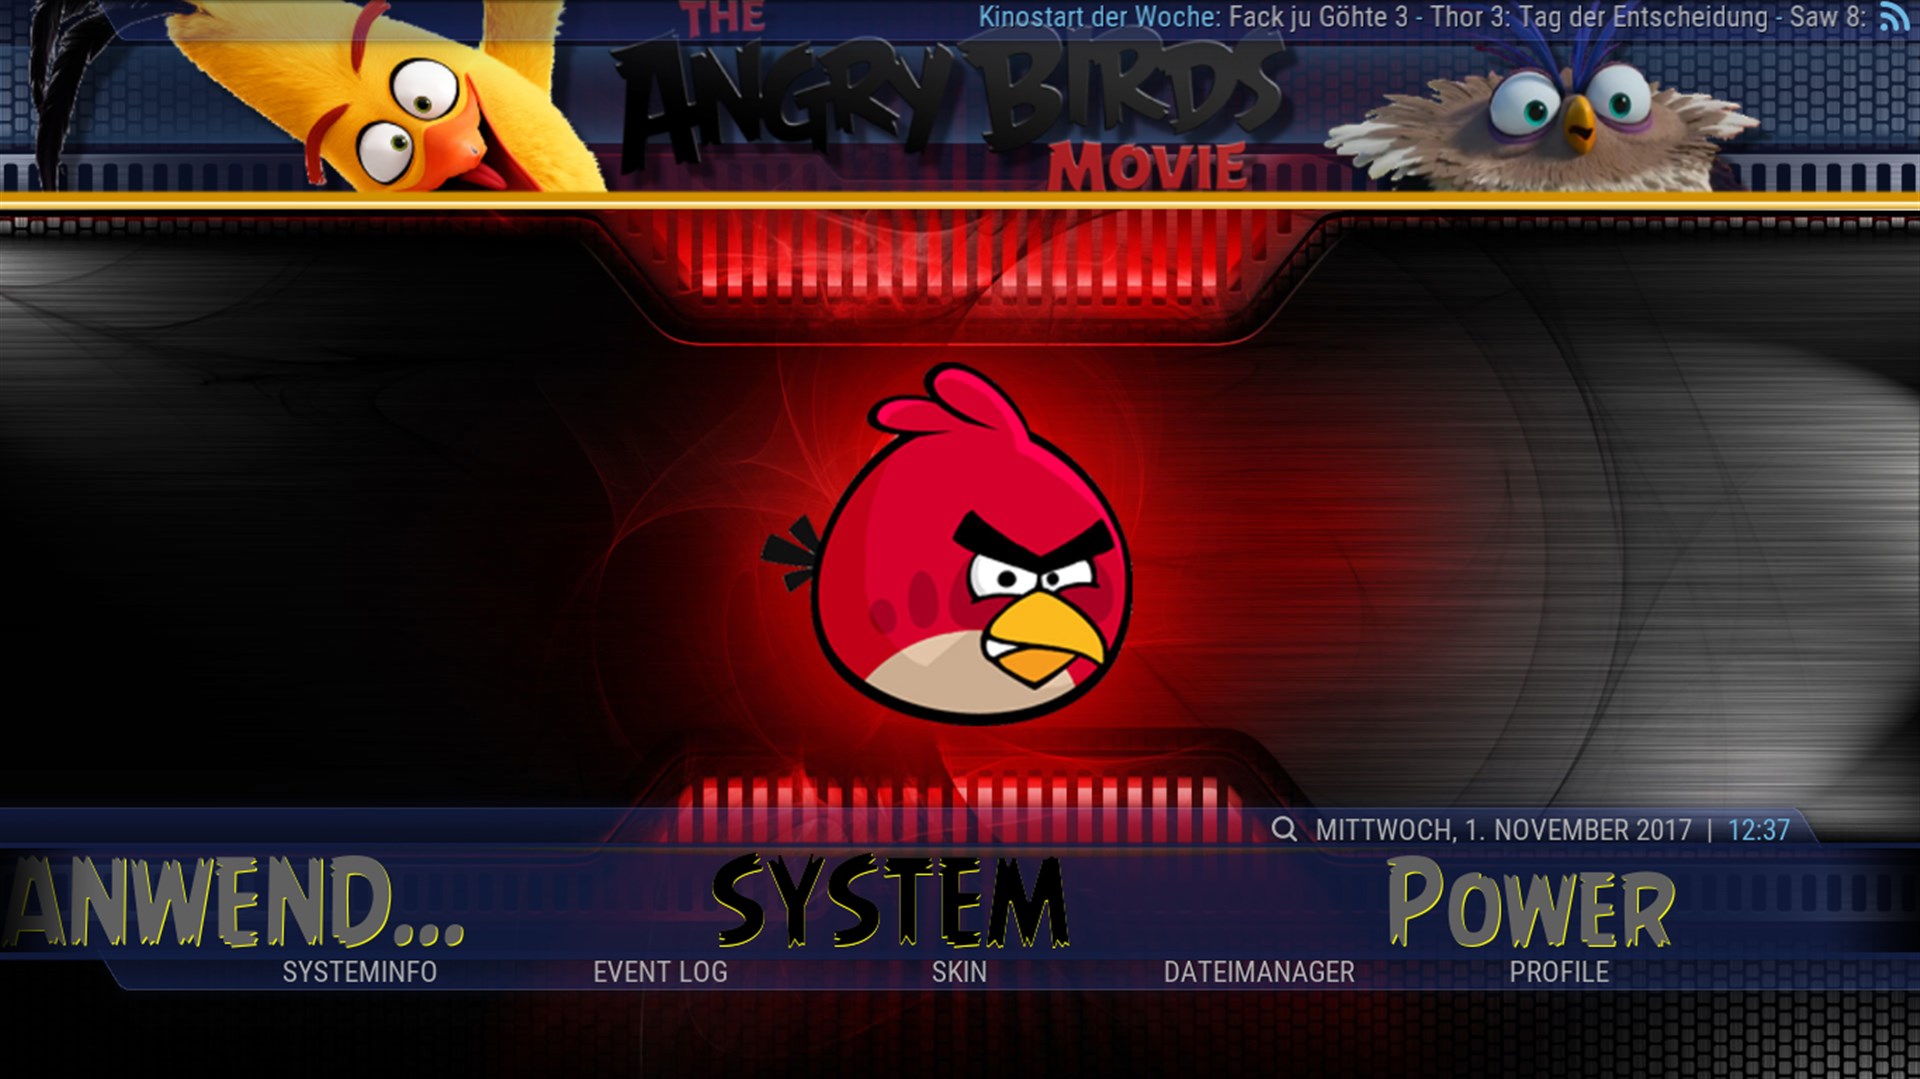 Kinostart der Woche: Fack ju Göhte 3 - Thor 3: Tag der Entscheidung - Saw 8:
THE
ANGRY BIRDS
MOVIE
MITTWOCH, 1. NOVEMBER 2017 | 12:37
ANWEND... SYSTEM POWER
SYSTEMINFO EVENT LOG SKIN DATEIMANAGER PROFILE